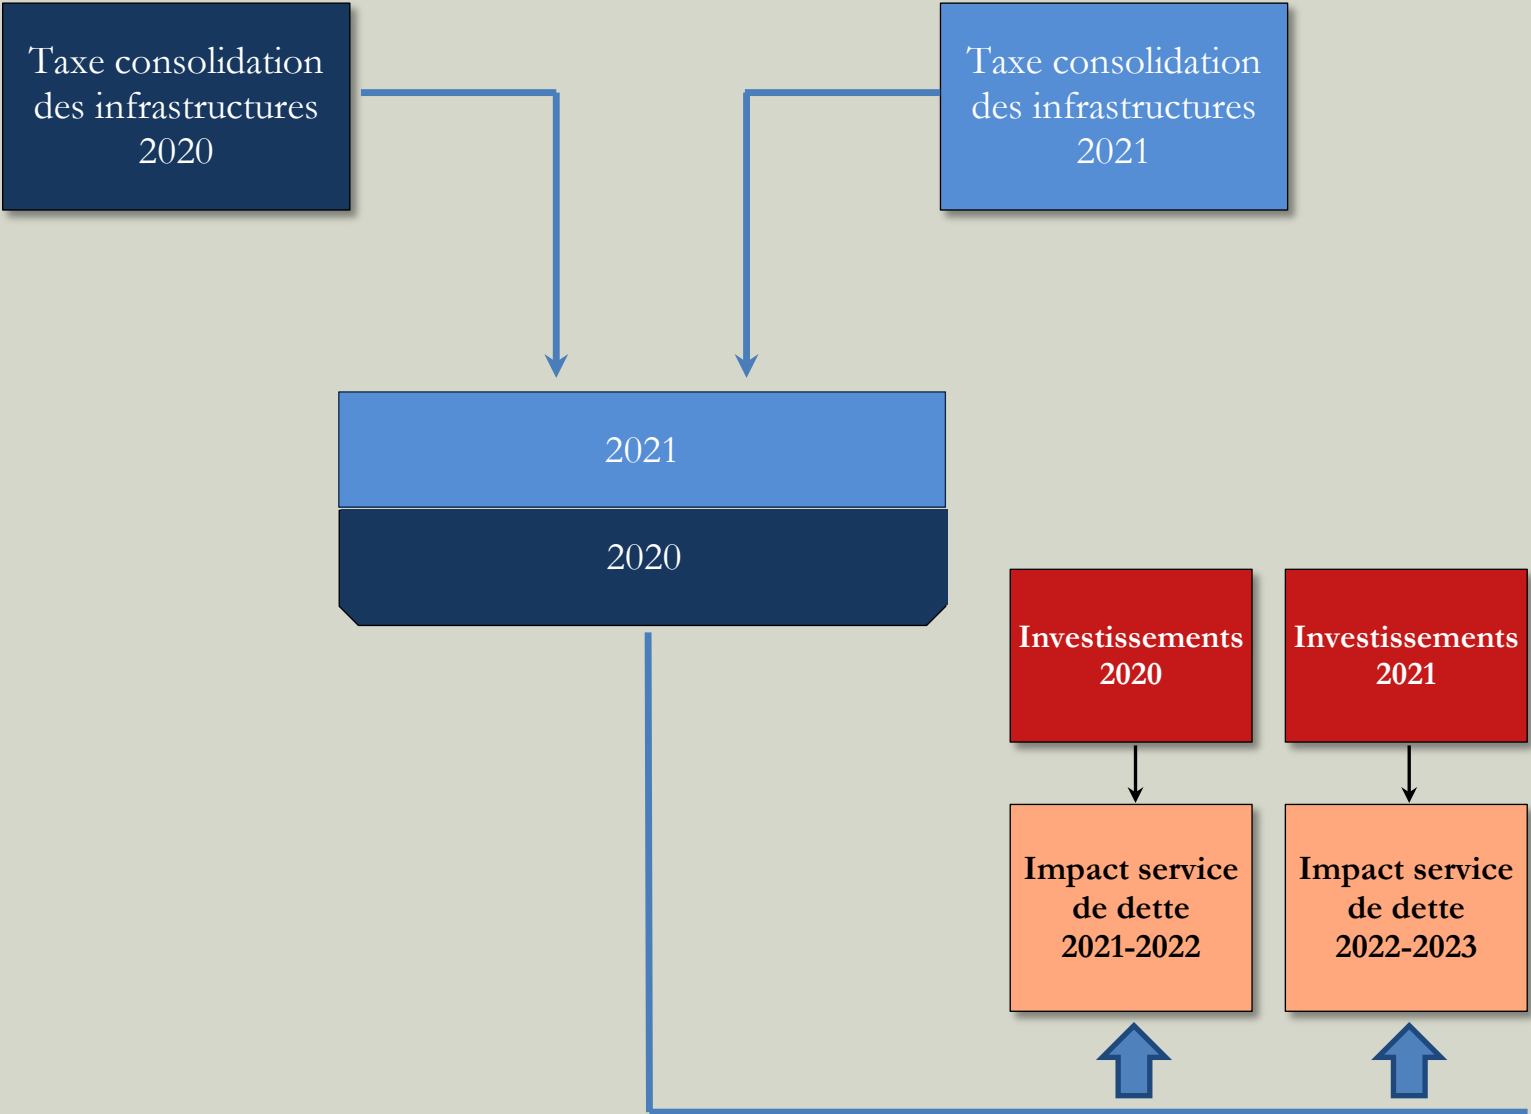 Taxe consolidation
des infrastructures
2020
Taxe consolidation
des infrastructures
2021
2021
2020
Investissements
2020
Investissements
2021
Impact service
de dette
2021-2022
Impact service
de dette
2022-2023